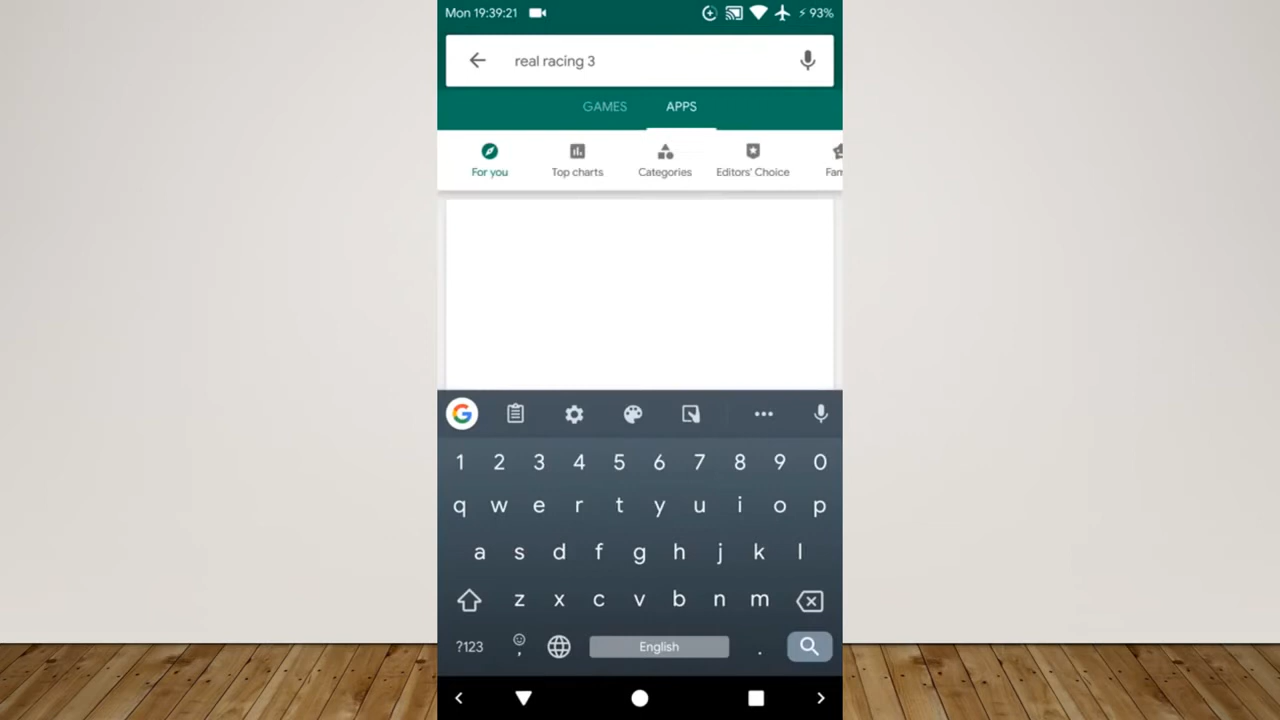 Mon 19:39:21 93%
real racing 3
GAMES APPS
For you Top charts Categories Editors' Choice Fam
1 2 3 4 5 6 7 8 9 0
q w e r t y u i o p
a s d f g h j k l
z x c v b n m
?123 , English .